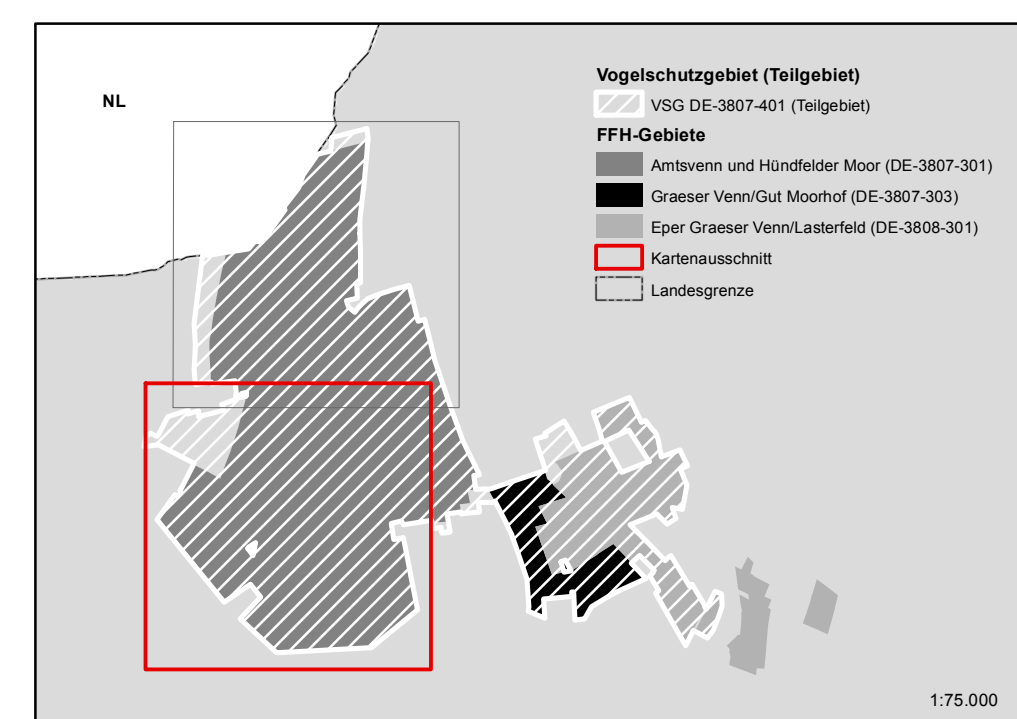 NL
Vogelschutzgebiet (Teilgebiet)
VSG DE-3807-401 (Teilgebiet)
FFH-Gebiete
Amtsvenn und Hündfelder Moor (DE-3807-301)
Graeser Venn/Gut Moorhof (DE-3807-303)
Eper Graeser Venn/Lasterfeld (DE-3808-301)
Kartenausschnitt
Landesgrenze
1:75.000